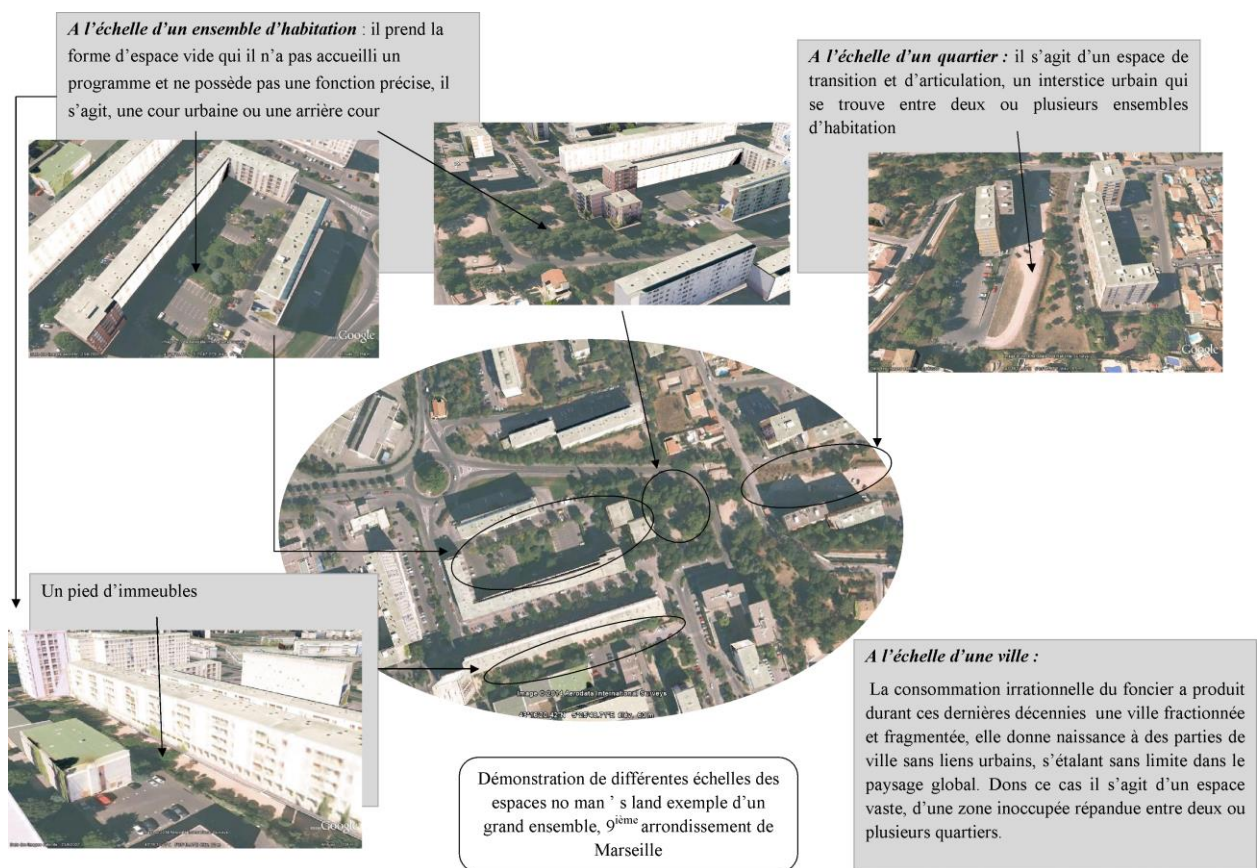 A l'échelle d'un ensemble d'habitation : il prend la
forme d'espace vide qui il n'a pas accueilli un
programme et ne possède pas une fonction précise, il
s'agit, une cour urbaine ou une arrière cour
A l'échelle d'un quartier : il s'agit d'un espace de
transition et d'articulation, un interstice urbain qui
se trouve entre deux ou plusieurs ensembles
d'habitation
Google
Google
Un pied d'immeubles
Google
Image © 2014 Aerodata International Surveys
Démonstration de différentes échelles des
espaces no man ' s land exemple d'un
grand ensemble, 9ième arrondissement de
Marseille
A l'échelle d'une ville :
La consommation irrationnelle du foncier a produit
durant ces dernières décennies une ville fractionnée
et fragmentée, elle donne naissance à des parties de
ville sans liens urbains, s'étalant sans limite dans le
paysage global. Dons ce cas il s'agit d'un espace
vaste, d'une zone inoccupée répandue entre deux ou
plusieurs quartiers.